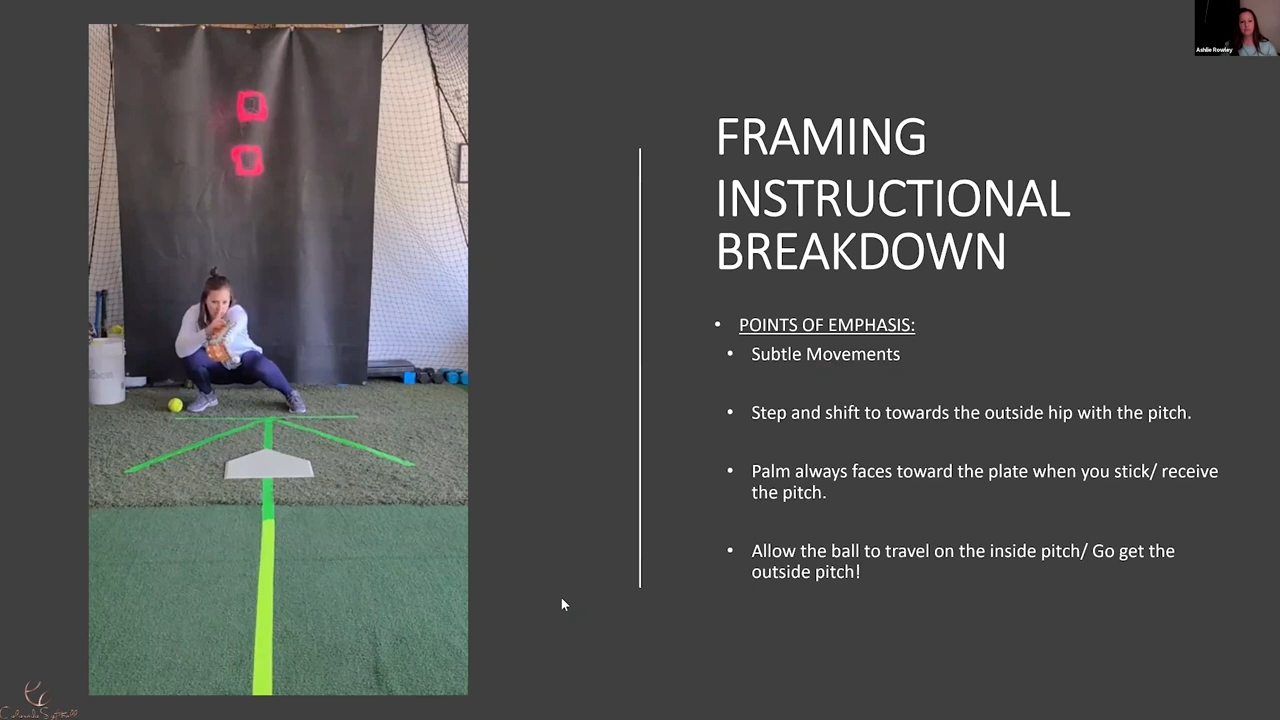 Ashlie Rowley
FRAMING
INSTRUCTIONAL
BREAKDOWN
• POINTS OF EMPHASIS:
• Subtle Movements
• Step and shift to towards the outside hip with the pitch.
• Palm always faces toward the plate when you stick/ receive
the pitch.
• Allow the ball to travel on the inside pitch/ Go get the
outside pitch!